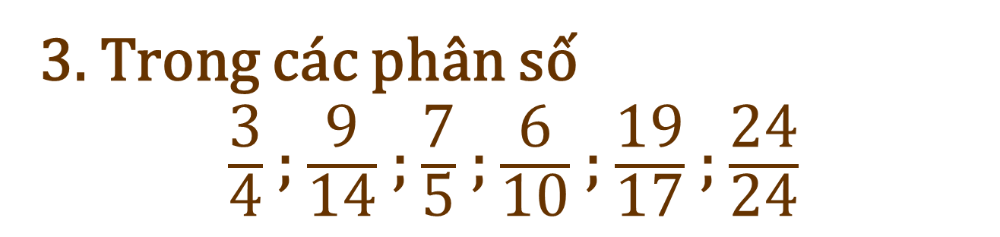 3. Trong các phân số
3/4 ; 9/14 ; 7/5 ; 6/10 ; 19/17 ; 24/24